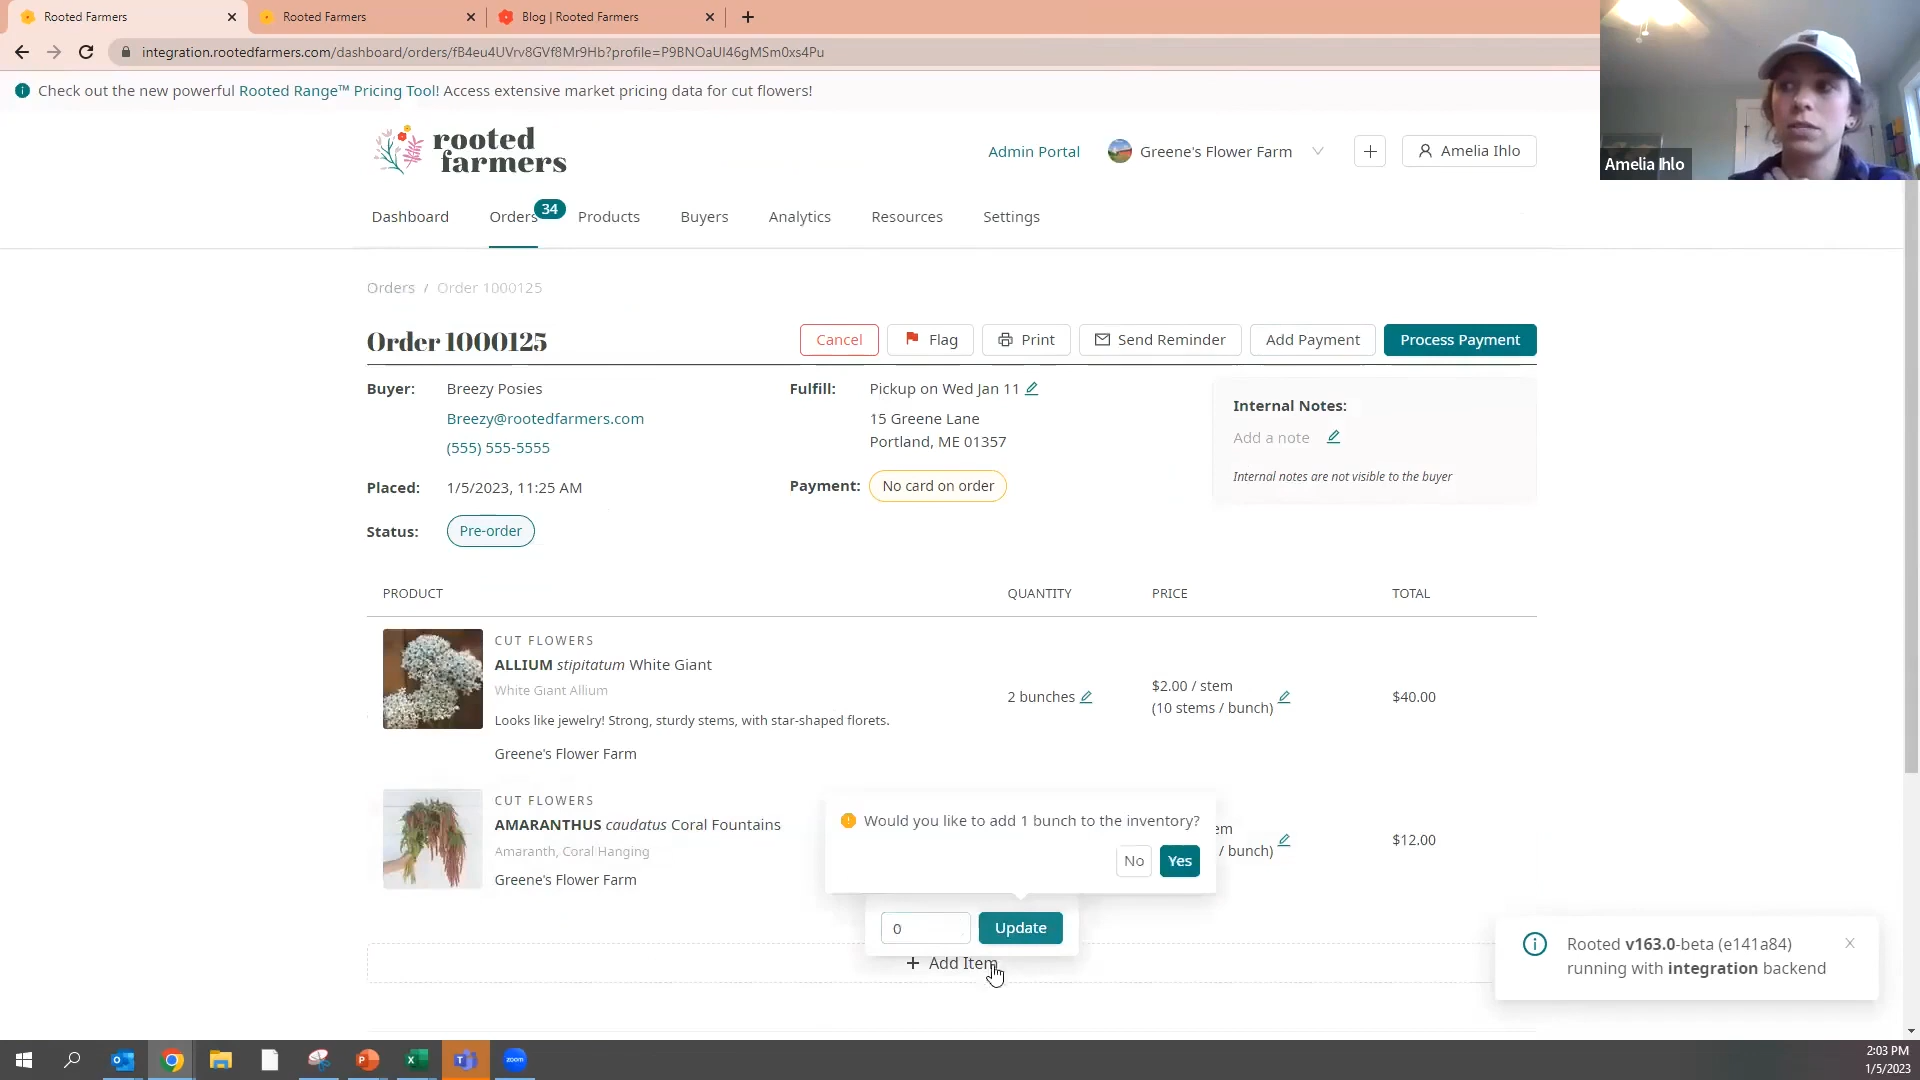 Rooted Farmers
Rooted Farmers
Blog | Rooted Farmers
integration.rootedfarmers.com/dashboard/orders/fB4eu4UVrv8GVf8Mr9Hb?profile=P9BNOaUl46gMSm0xs4Pu
Check out the new powerful Rooted Range™ Pricing Tool! Access extensive market pricing data for cut flowers!
rooted
farmers
Admin Portal
Greene's Flower Farm
Amelia Ihlo
Amelia Ihlo
Dashboard
Orders 34
Products
Buyers
Analytics
Resources
Settings
Orders / Order 1000125
Order 1000125
Cancel
Flag
Print
Send Reminder
Add Payment
Process Payment
Buyer: Breezy Posies
Breezy@rootedfarmers.com
(555) 555-5555
Placed: 1/5/2023, 11:25 AM
Status: Pre-order
Fulfill: Pickup on Wed Jan 11
15 Greene Lane
Portland, ME 01357
Payment: No card on order
Internal Notes:
Add a note
Internal notes are not visible to the buyer
PRODUCT QUANTITY PRICE TOTAL
CUT FLOWERS
ALLIUM stipitatum White Giant
White Giant Allium
Looks like jewelry! Strong, sturdy stems, with star-shaped florets.
Greene's Flower Farm
2 bunches
$2.00 / stem
(10 stems / bunch)
$40.00
CUT FLOWERS
AMARANTHUS caudatus Coral Fountains
Amaranth, Coral Hanging
Greene's Flower Farm
Would you like to add 1 bunch to the inventory?
No
Yes
/ bunch)
$12.00
0
Update
+ Add Item
Rooted v163.0-beta (e141a84)
running with integration backend
zoom
2:03 PM
1/5/2023